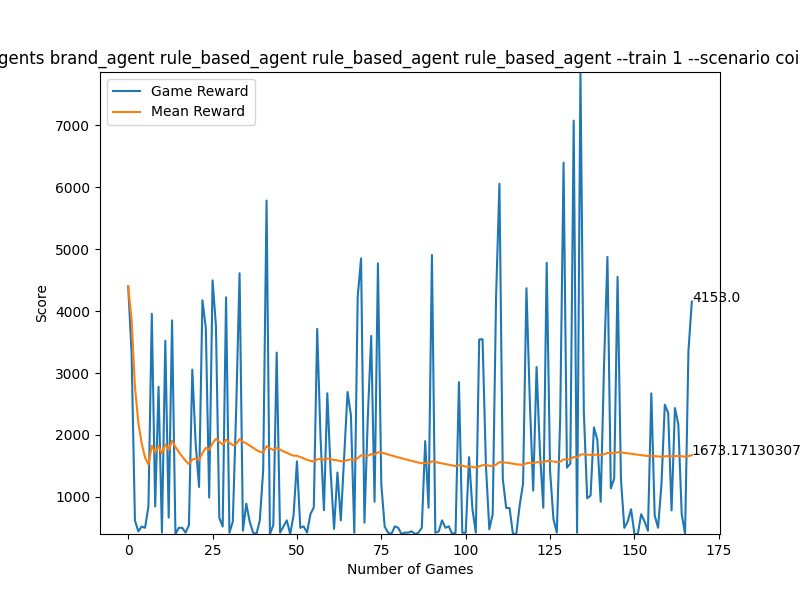 gents brand_agent rule_based_agent rule_based_agent rule_based_agent --train 1 --scenario coi
Game Reward
Mean Reward
7000
6000
5000
4000
3000
2000
1000
Score
4153.0
1673.17130307
0 25 50 75 100 125 150 175
Number of Games